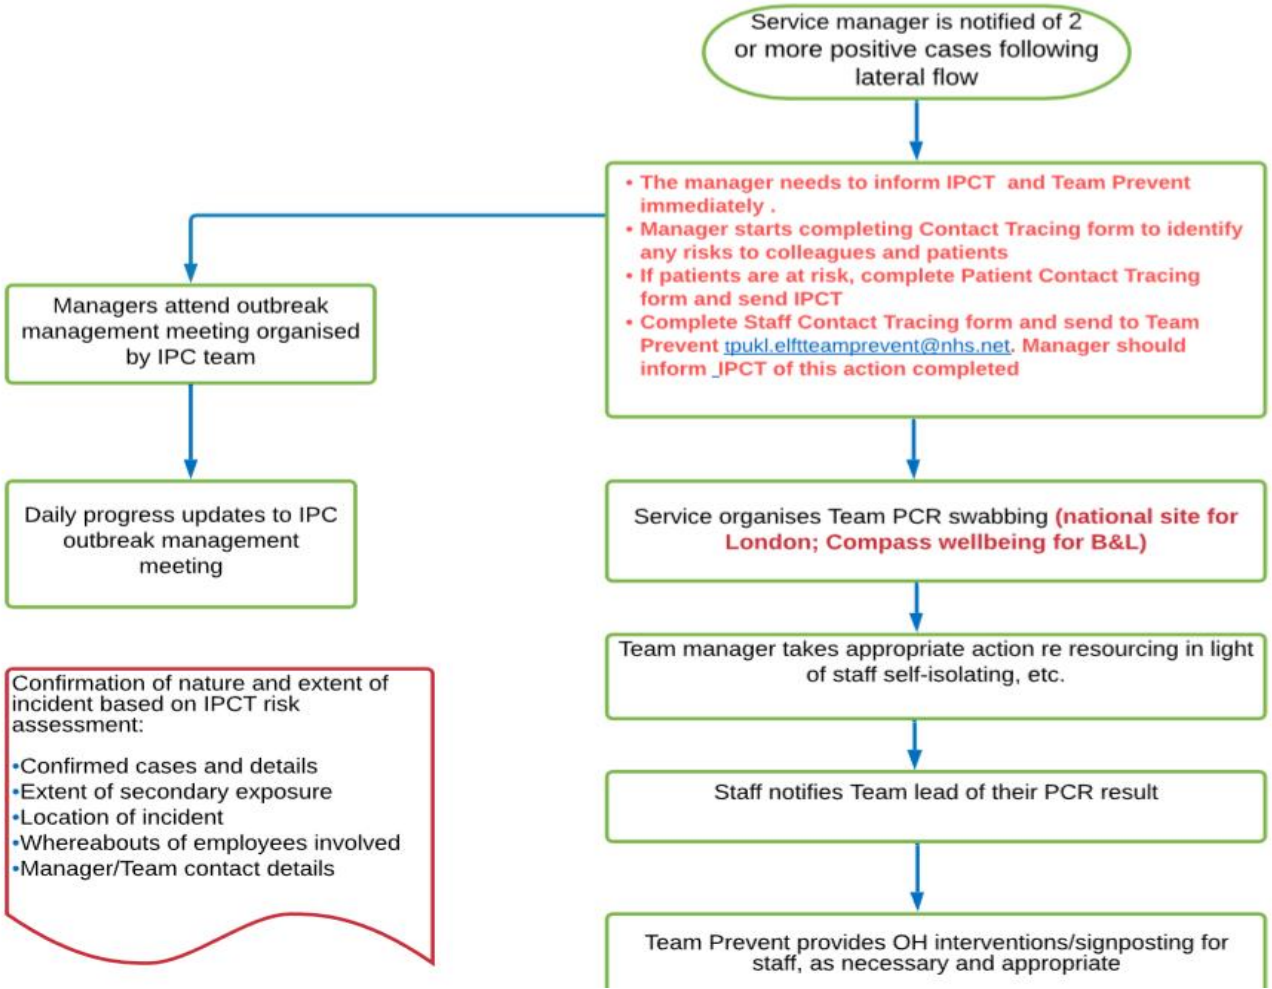 Service manager is notified of 2
or more positive cases following
lateral flow
• The manager needs to inform IPCT and Team Prevent
immediately .
• Manager starts completing Contact Tracing form to identify
any risks to colleagues and patients
• If patients are at risk, complete Patient Contact Tracing
form and send IPCT
• Complete Staff Contact Tracing form and send to Team
Prevent tpukl.elftteamprevent@nhs.net. Manager should
inform _IPCT of this action completed
Managers attend outbreak
management meeting organised
by IPC team
Daily progress updates to IPC
outbreak management
meeting
Service organises Team PCR swabbing (national site for
London; Compass wellbeing for B&L)
Team manager takes appropriate action re resourcing in light
of staff self-isolating, etc.
Staff notifies Team lead of their PCR result
Team Prevent provides OH interventions/signposting for
staff, as necessary and appropriate
Confirmation of nature and extent of
incident based on IPCT risk
assessment:
•Confirmed cases and details
•Extent of secondary exposure
•Location of incident
•Whereabouts of employees involved
•Manager/Team contact details